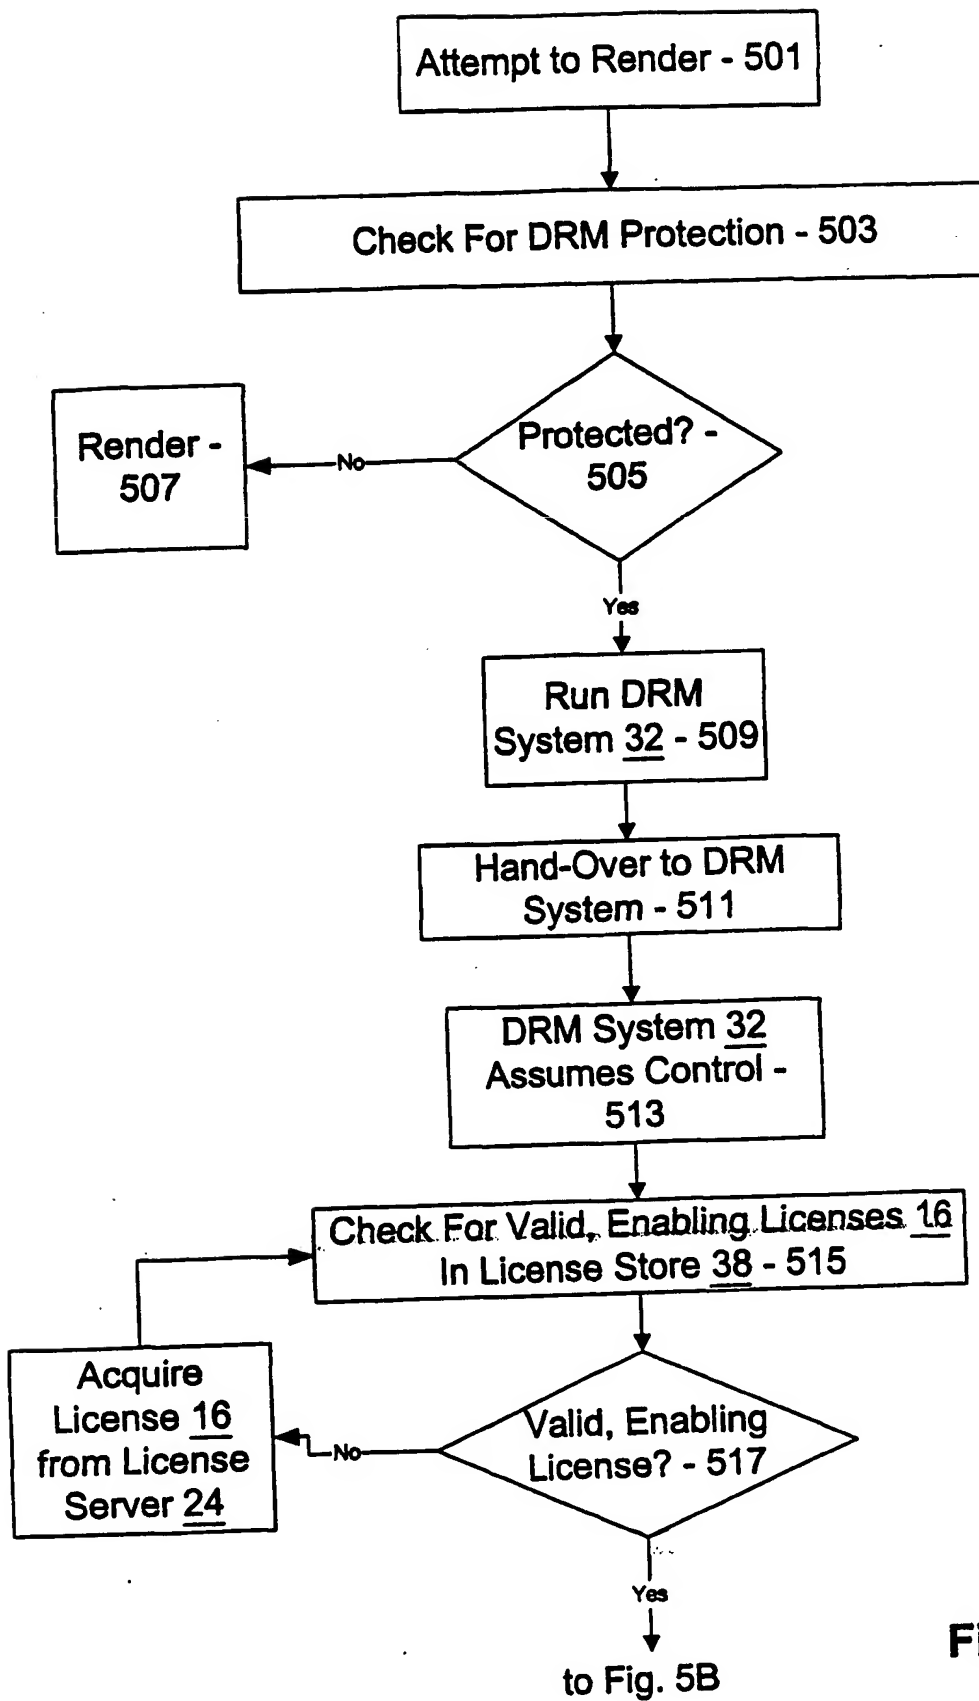 Attempt to Render - 501
Check For DRM Protection - 503
Protected? -
505
No
Render -
507
Yes
Run DRM
System 32 - 509
Hand-Over to DRM
System - 511
DRM System 32
Assumes Control -
513
Check For Valid, Enabling Licenses 16
In License Store 38 - 515
Valid, Enabling
License? - 517
No
Acquire
License 16
from License
Server 24
Yes
to Fig. 5B